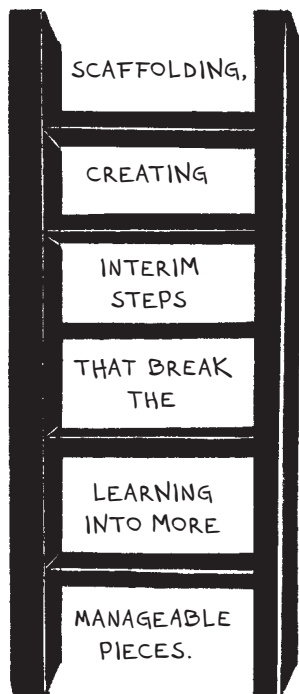 SCAFFOLDING,
CREATING
INTERIM
STEPS
THAT BREAK
THE
LEARNING
INTO MORE
MANAGEABLE
PIECES.